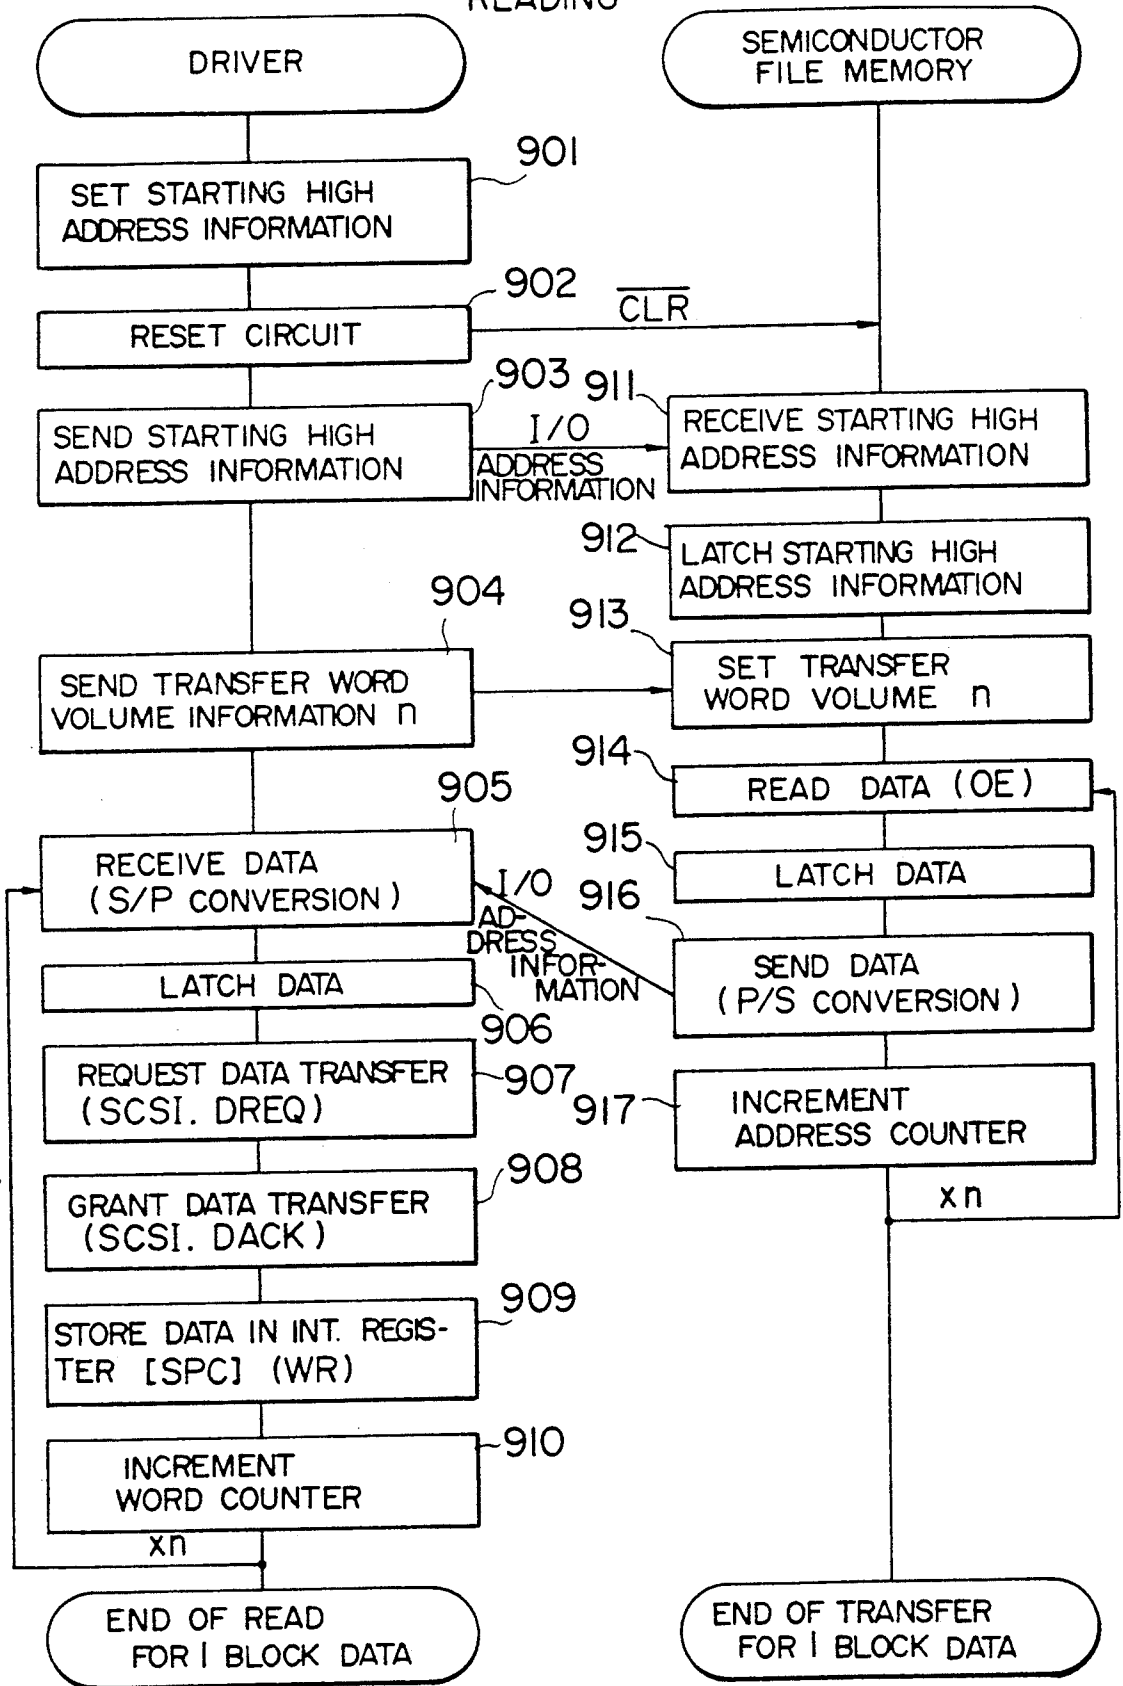 READING
DRIVER
SEMICONDUCTOR
FILE MEMORY
901
SET STARTING HIGH
ADDRESS INFORMATION
902
RESET CIRCUIT
CLR
903
SEND STARTING HIGH
ADDRESS INFORMATION
I/O
ADDRESS
INFORMATION
911
RECEIVE STARTING HIGH
ADDRESS INFORMATION
912
LATCH STARTING HIGH
ADDRESS INFORMATION
904
SEND TRANSFER WORD
VOLUME INFORMATION n
913
SET TRANSFER
WORD VOLUME n
914
READ DATA (OE)
905
RECEIVE DATA
(S/P CONVERSION)
915
LATCH DATA
I/O
AD-
DRESS
INFOR-
MATION
916
SEND DATA
(P/S CONVERSION)
LATCH DATA
906
REQUEST DATA TRANSFER
(SCSI. DREQ)
907
917
INCREMENT
ADDRESS COUNTER
xn
908
GRANT DATA TRANSFER
(SCSI. DACK)
909
STORE DATA IN INT. REGIS-
TER [SPC] (WR)
910
INCREMENT
WORD COUNTER
xn
END OF READ
FOR 1 BLOCK DATA
END OF TRANSFER
FOR 1 BLOCK DATA